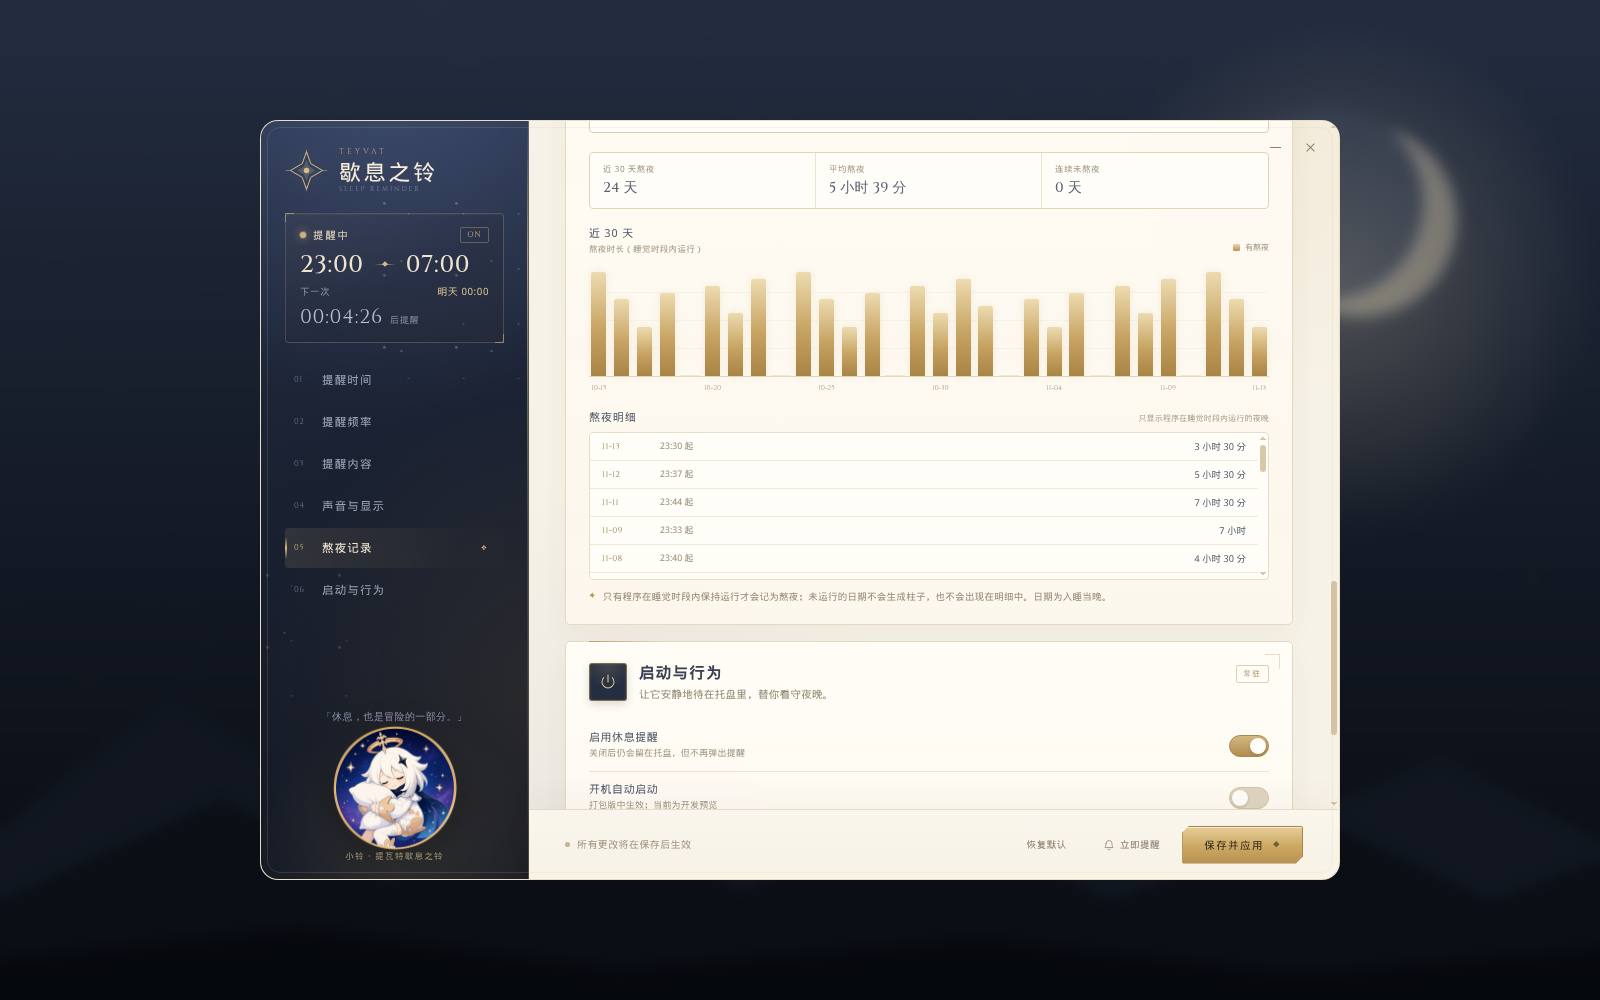 TEYVAT
歇息之铃
SLEEP REMINDER
提醒中
ON
23:00
07:00
下一次
明天 00:00
00:04:26 后提醒
01 提醒时间
02 提醒频率
03 提醒内容
04 声音与显示
05 熬夜记录
06 启动与行为
「休息，也是冒险的一部分。」
小铃 · 提瓦特歇息之铃
近 30 天熬夜
24 天
平均熬夜
5 小时 39 分
连续未熬夜
0 天
近 30 天
熬夜时长（睡觉时段内运行）
有熬夜
10-15 10-20 10-25 10-30 11-04 11-09 11-13
熬夜明细
只显示程序在睡觉时段内运行的夜晚
11-13 23:30 起 3 小时 30 分
11-12 23:37 起 5 小时 30 分
11-11 23:44 起 7 小时 30 分
11-09 23:33 起 7 小时
11-08 23:40 起 4 小时 30 分
只有程序在睡觉时段内保持运行才会记为熬夜；未运行的日期不会生成柱子，也不会出现在明细中。日期为入睡当晚。
启动与行为
让它安静地待在托盘里，替你看守夜晚。
常驻
启用休息提醒
关闭后仍会留在托盘，但不再弹出提醒
开机自动启动
打包版中生效；当前为开发预览
所有更改将在保存后生效
恢复默认
立即提醒
保存并应用